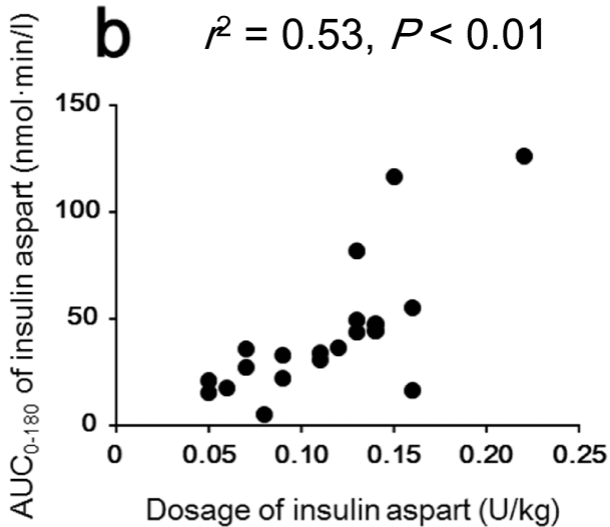 b
r² = 0.53, P < 0.01
AUC₀₋₁₈₀ of insulin aspart (nmol·min/l)
150
100
50
0
0 0.05 0.10 0.15 0.20 0.25
Dosage of insulin aspart (U/kg)